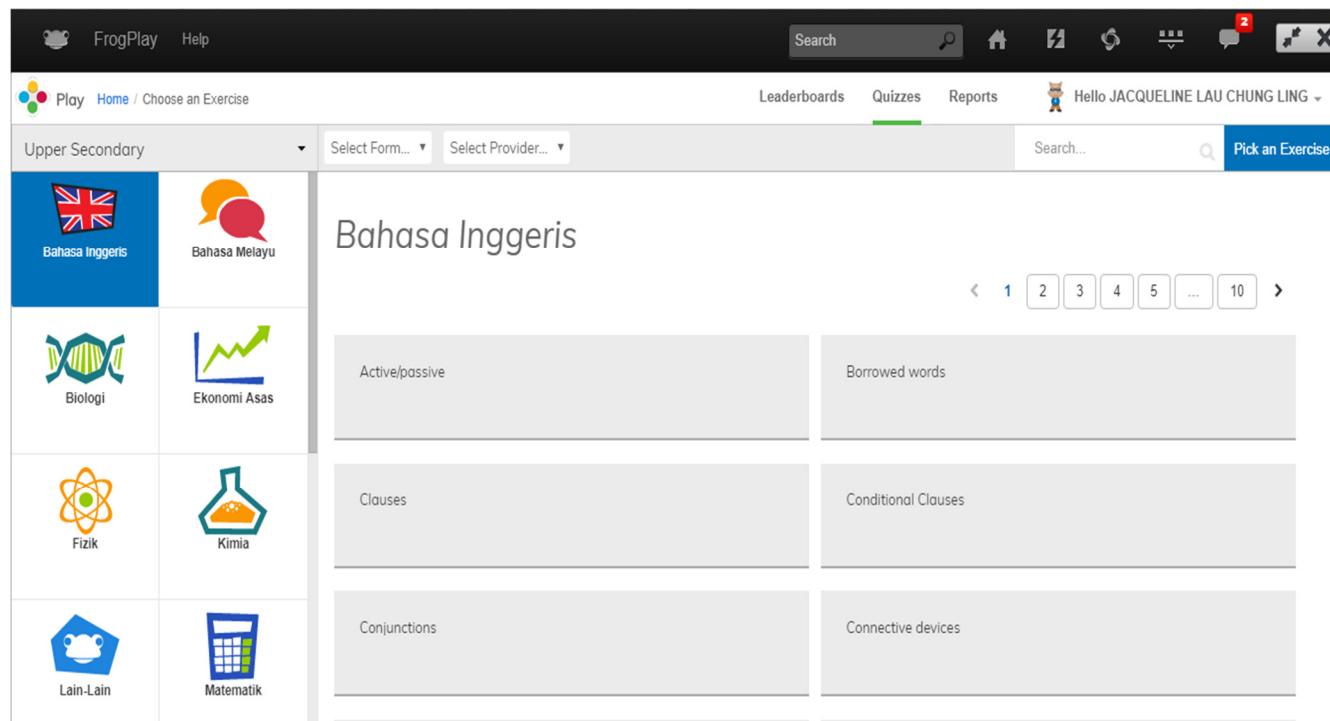 FrogPlay Help Search 2
Play Home / Choose an Exercise Leaderboards Quizzes Reports Hello JACQUELINE LAU CHUNG LING
Upper Secondary Select Form... Select Provider... Search... Pick an Exercise
Bahasa Inggeris Bahasa Melayu
Biologi Ekonomi Asas
Fizik Kimia
Lain-Lain Matematik
Bahasa Inggeris
1 2 3 4 5 ... 10
Active/passive Borrowed words
Clauses Conditional Clauses
Conjunctions Connective devices